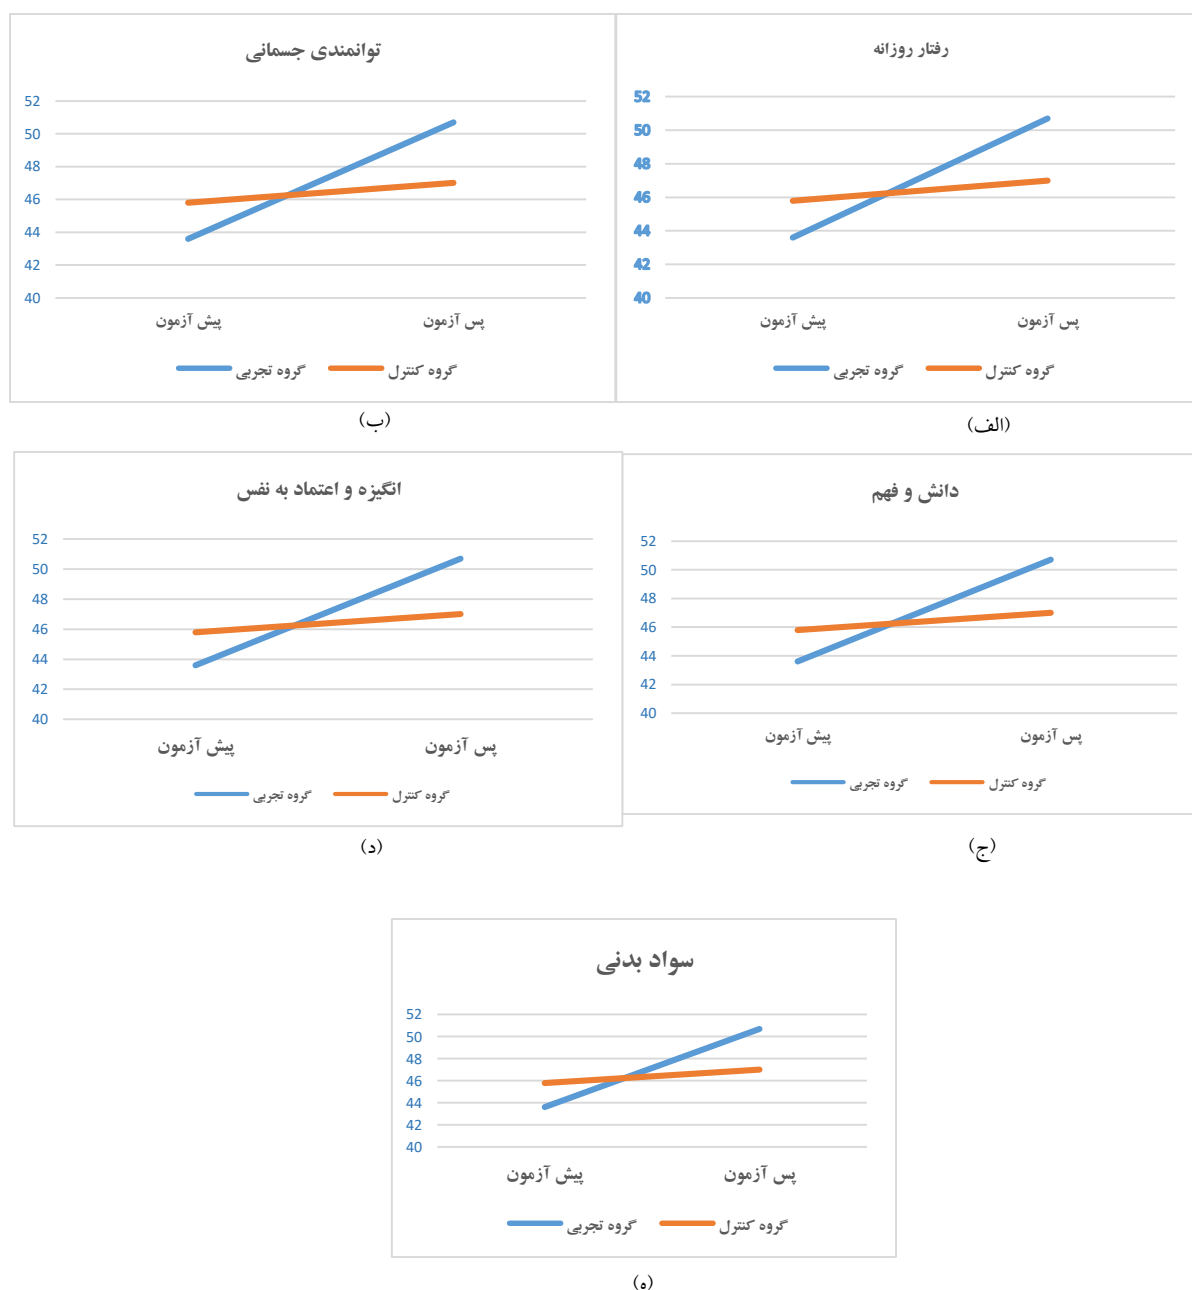 رفتار روزانه
52
50
48
46
44
42
40
پیش آزمون
پس آزمون
گروه تجربی
گروه کنترل
(الف)
توانمندی جسمانی
52
50
48
46
44
42
40
پیش آزمون
پس آزمون
گروه تجربی
گروه کنترل
(ب)
دانش و فهم
52
50
48
46
44
42
40
پیش آزمون
پس آزمون
گروه تجربی
گروه کنترل
(ج)
انگیزه و اعتماد به نفس
52
50
48
46
44
42
40
پیش آزمون
پس آزمون
گروه تجربی
گروه کنترل
(د)
سواد بدنی
52
50
48
46
44
42
40
پیش آزمون
پس آزمون
گروه تجربی
گروه کنترل
(ه)